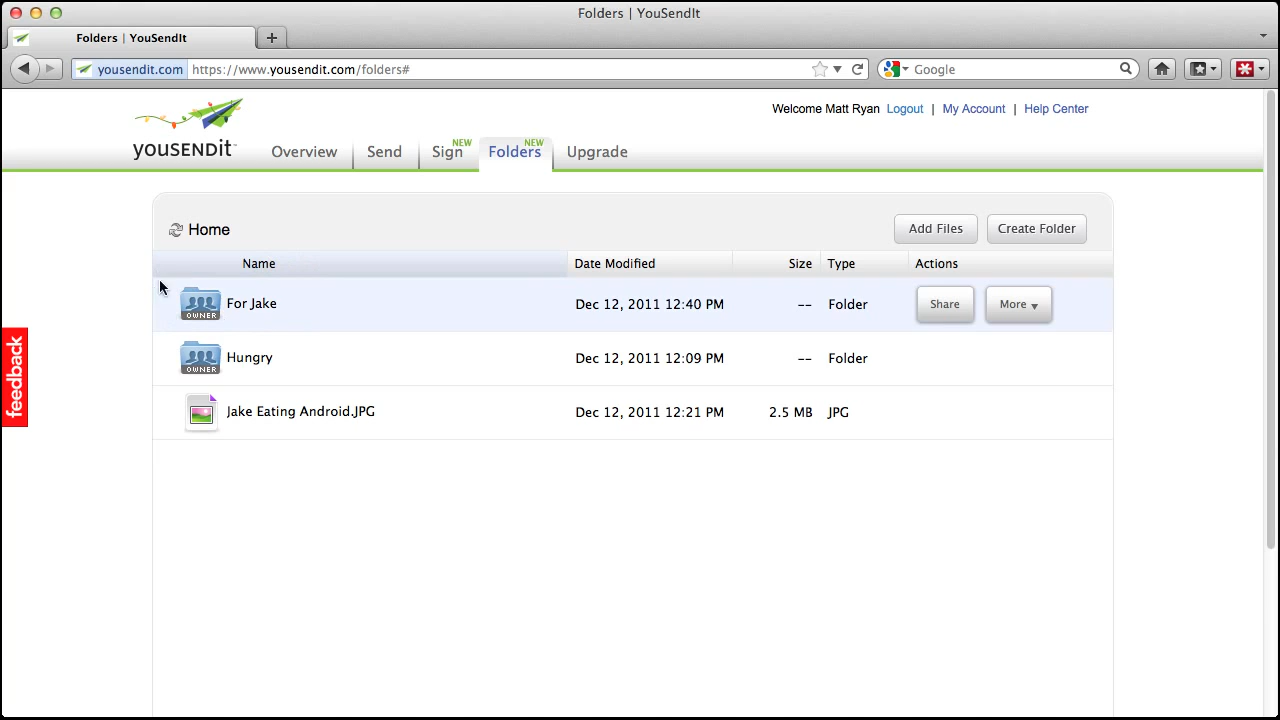 Folders | YouSendIt
Folders | YouSendIt
yousendit.com https://www.yousendit.com/folders# Google
Welcome Matt Ryan Logout | My Account | Help Center
yousendit Overview Send Sign NEW Folders NEW Upgrade
Home Add Files Create Folder
Name Date Modified Size Type Actions
OWNER For Jake Dec 12, 2011 12:40 PM -- Folder Share More
OWNER Hungry Dec 12, 2011 12:09 PM -- Folder
Jake Eating Android.JPG Dec 12, 2011 12:21 PM 2.5 MB JPG
feedback